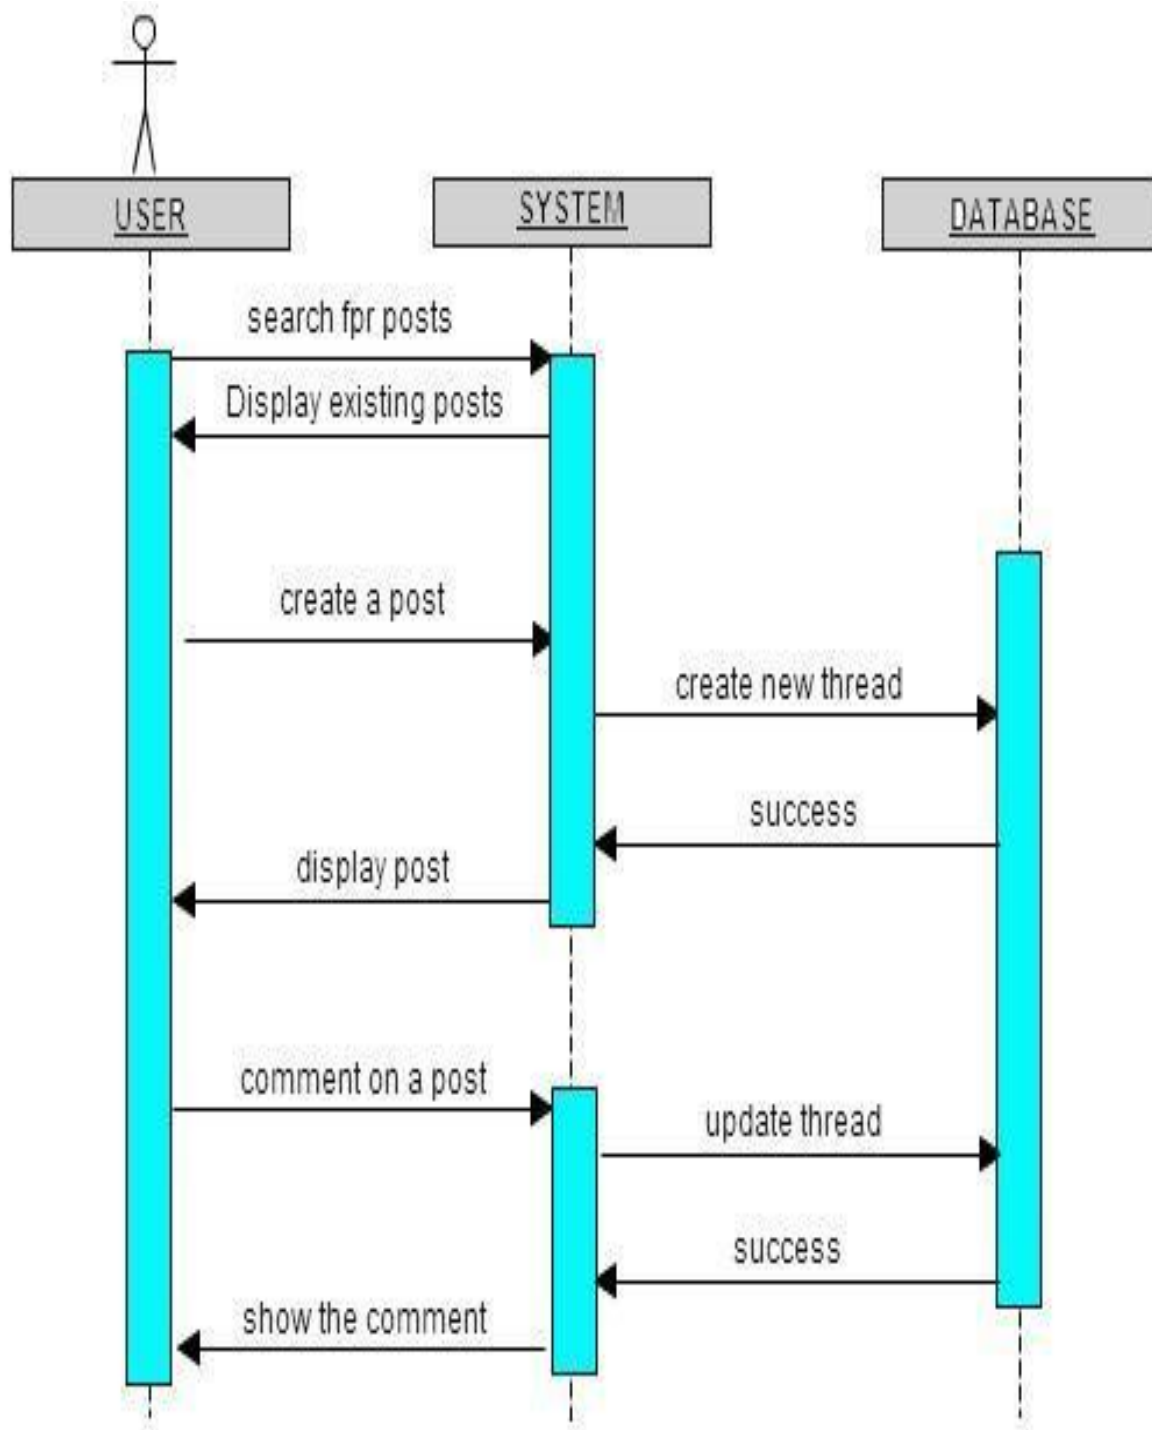 USER
SYSTEM
DATABASE
search fpr posts
Display existing posts
create a post
create new thread
success
display post
comment on a post
update thread
success
show the comment